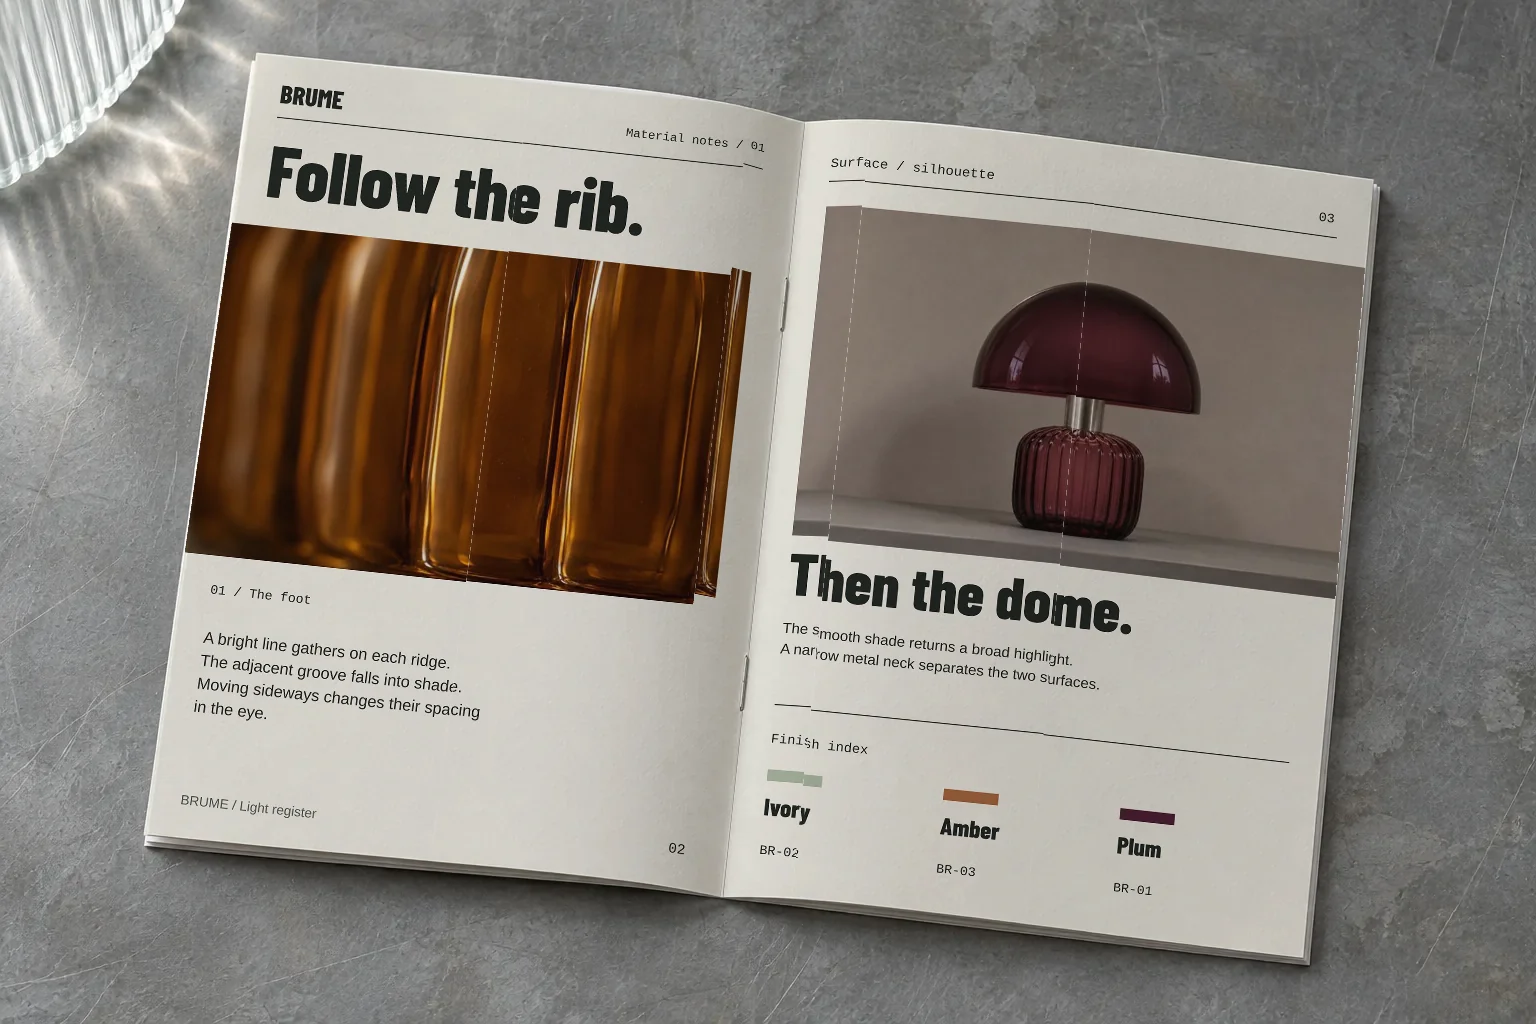 BRUME
Material notes / 01
Follow the rib.
01 / The foot
A bright line gathers on each ridge.
The adjacent groove falls into shade.
Moving sideways changes their spacing
in the eye.
BRUME / Light register
02
Surface / silhouette
03
Then the dome.
The smooth shade returns a broad highlight.
A narrow metal neck separates the two surfaces.
Finish index
Ivory
BR-02
Amber
BR-03
Plum
BR-01